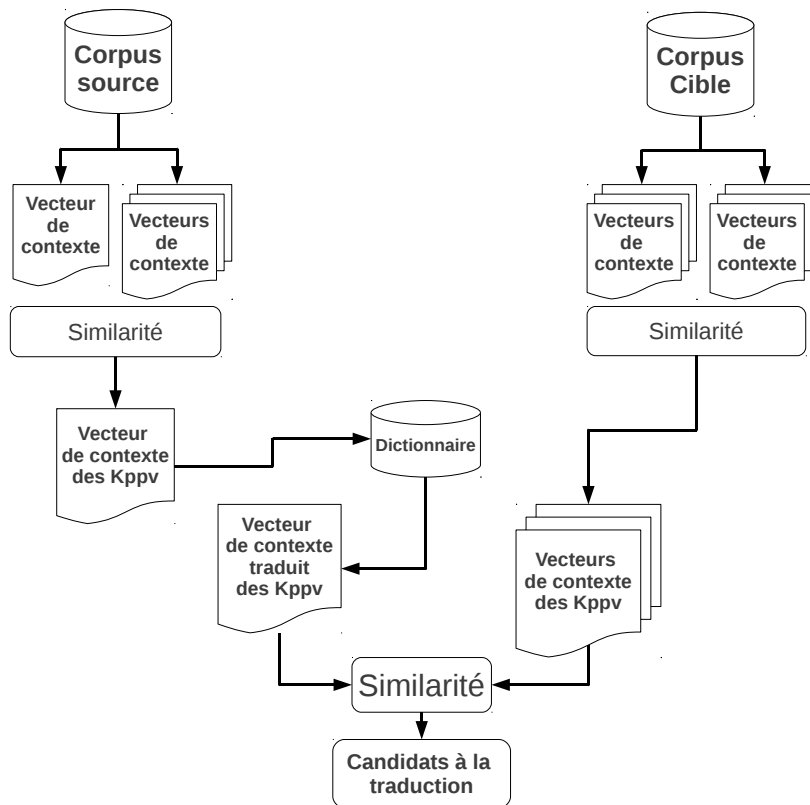 Corpus
source
Corpus
Cible
Vecteur
de
contexte
Vecteurs
de
contexte
Vecteurs
de
contexte
Vecteurs
de
contexte
Similarité
Similarité
Vecteur
de contexte
des Kppv
Dictionnaire
Vecteur
de contexte
traduit
des Kppv
Vecteurs
de contexte
des Kppv
Similarité
Candidats à la
traduction